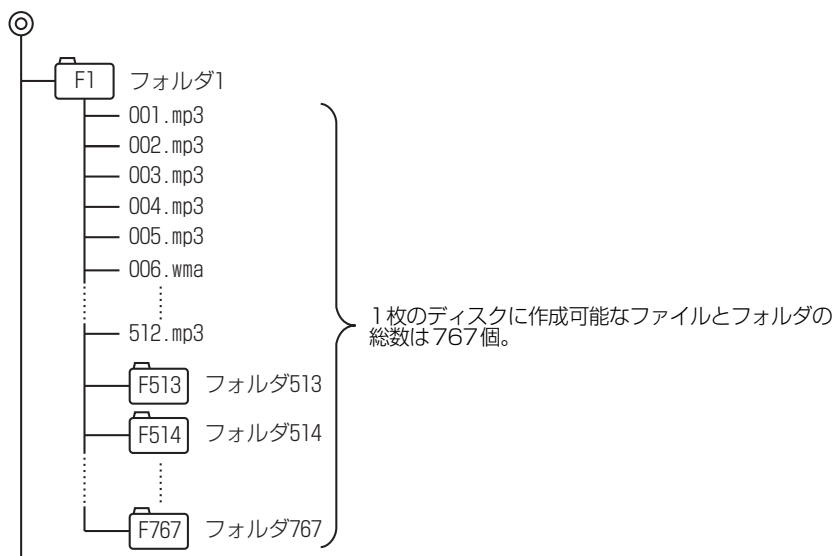 F1 フォルダ1
001.mp3
002.mp3
003.mp3
004.mp3
005.mp3
006.wma
512.mp3
F513 フォルダ513
F514 フォルダ514
F767 フォルダ767
1枚のディスクに作成可能なファイルとフォルダの
総数は767個。